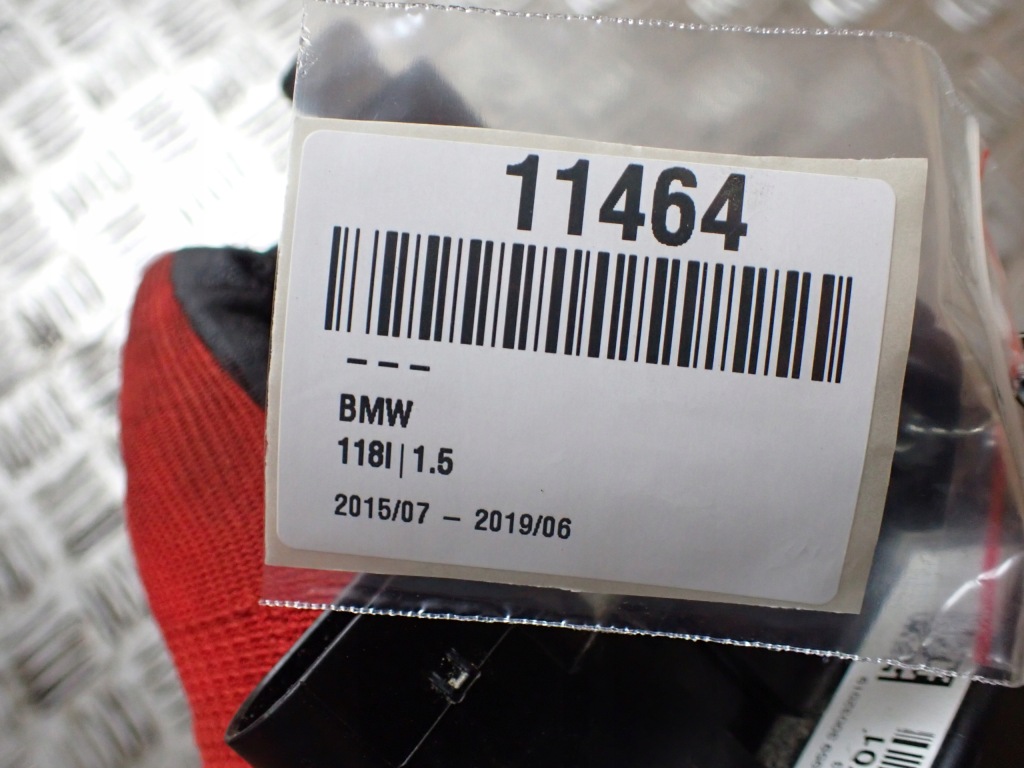 11464
– – –
BMW
118I | 1.5
2015/07 – 2019/06